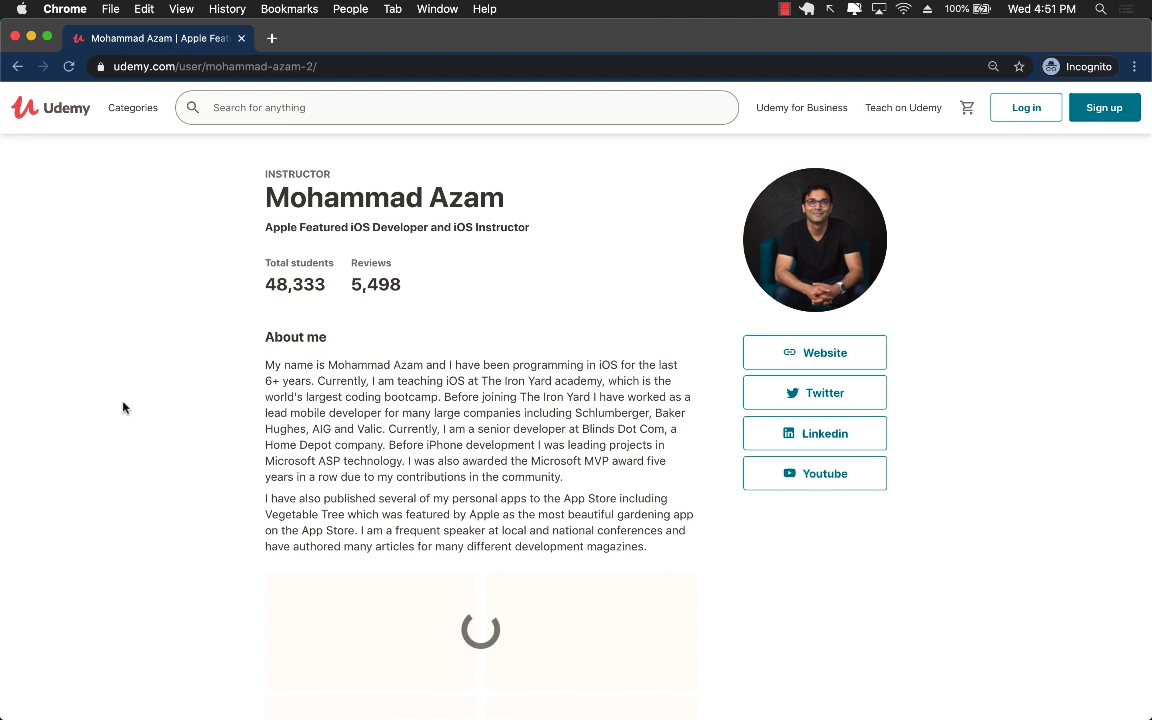 Chrome File Edit View History Bookmarks People Tab Window Help 100% Wed 4:51 PM
Mohammad Azam | Apple Feat
udemy.com/user/mohammad-azam-2/ Incognito
Udemy Categories Search for anything Udemy for Business Teach on Udemy Log in Sign up
INSTRUCTOR
Mohammad Azam
Apple Featured iOS Developer and iOS Instructor
Total students Reviews
48,333 5,498
About me
My name is Mohammad Azam and I have been programming in iOS for the last
6+ years. Currently, I am teaching iOS at The Iron Yard academy, which is the
world's largest coding bootcamp. Before joining The Iron Yard I have worked as a
lead mobile developer for many large companies including Schlumberger, Baker
Hughes, AIG and Valic. Currently, I am a senior developer at Blinds Dot Com, a
Home Depot company. Before iPhone development I was leading projects in
Microsoft ASP technology. I was also awarded the Microsoft MVP award five
years in a row due to my contributions in the community.
I have also published several of my personal apps to the App Store including
Vegetable Tree which was featured by Apple as the most beautiful gardening app
on the App Store. I am a frequent speaker at local and national conferences and
have authored many articles for many different development magazines.
Website
Twitter
Linkedin
Youtube